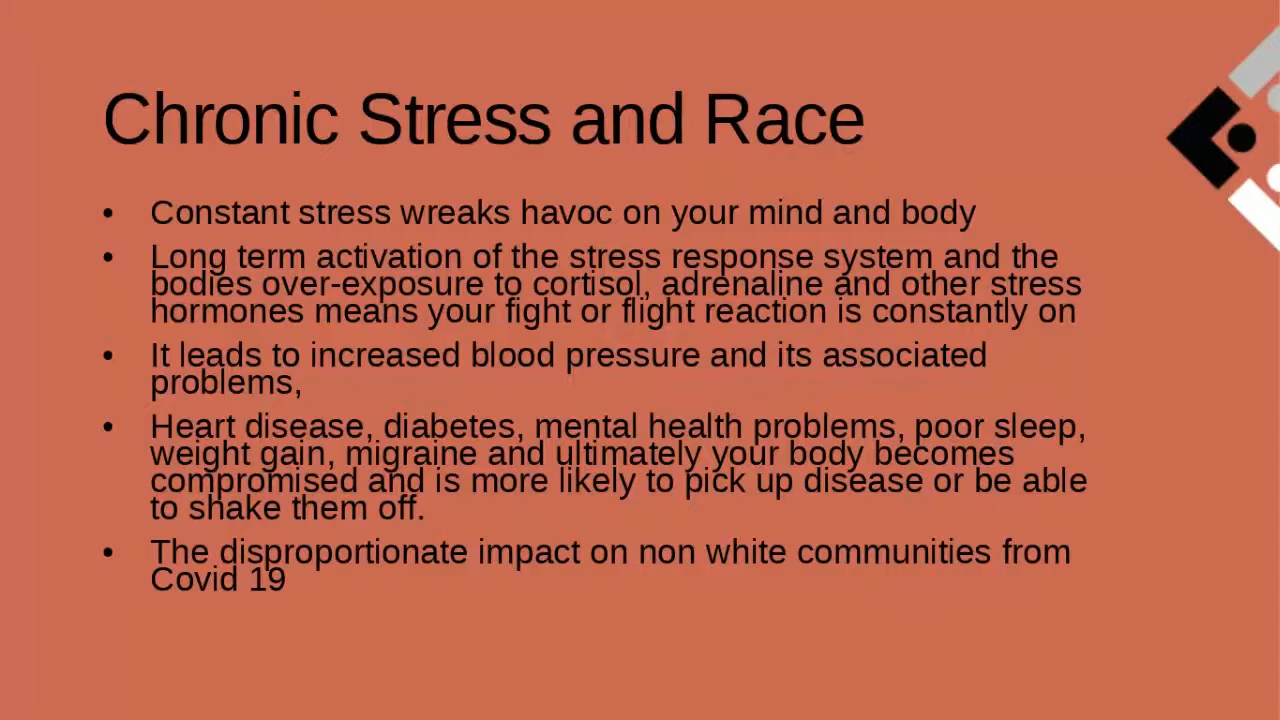 Chronic Stress and Race
• Constant stress wreaks havoc on your mind and body
• Long term activation of the stress response system and the
bodies over-exposure to cortisol, adrenaline and other stress
hormones means your fight or flight reaction is constantly on
• It leads to increased blood pressure and its associated
problems,
• Heart disease, diabetes, mental health problems, poor sleep,
weight gain, migraine and ultimately your body becomes
compromised and is more likely to pick up disease or be able
to shake them off.
• The disproportionate impact on non white communities from
Covid 19